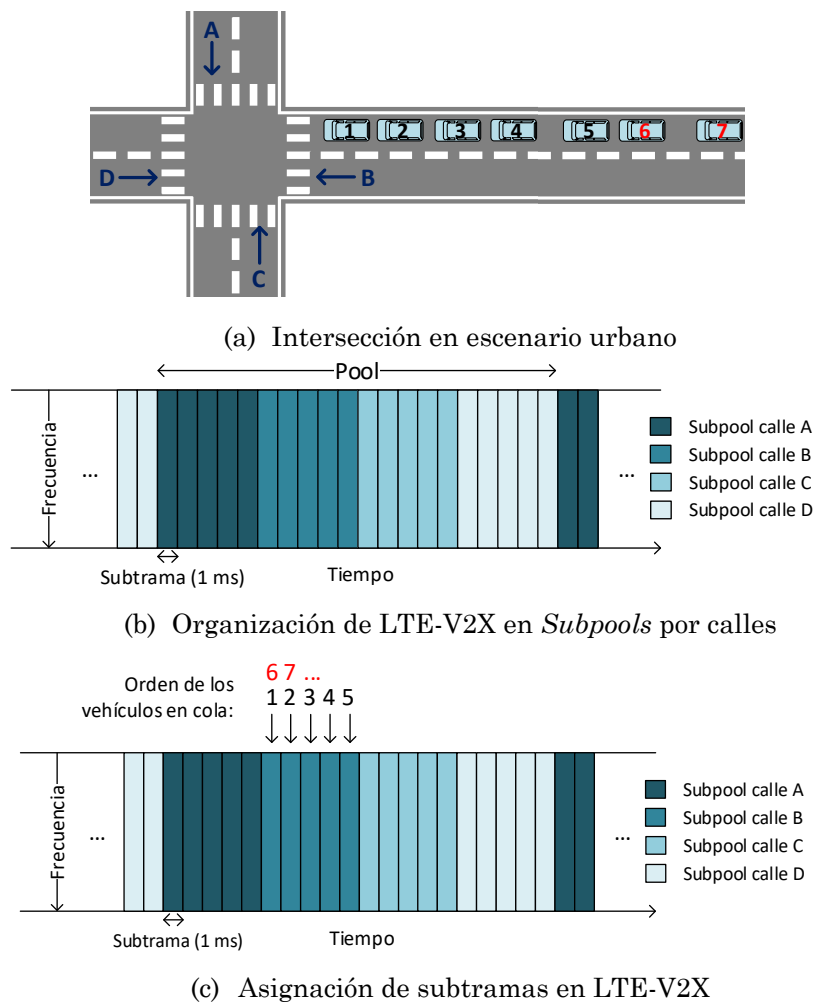 A
1 2 3 4 5 6 7
D B
C
(a) Intersección en escenario urbano
Pool
Frecuencia
... ...
Subpool calle A
Subpool calle B
Subpool calle C
Subpool calle D
Subtrama (1 ms) Tiempo
(b) Organización de LTE-V2X en Subpools por calles
6 7 ...
Orden de los
vehículos en cola:
1 2 3 4 5
Frecuencia
... ...
Subpool calle A
Subpool calle B
Subpool calle C
Subpool calle D
Subtrama (1 ms) Tiempo
(c) Asignación de subtramas en LTE-V2X